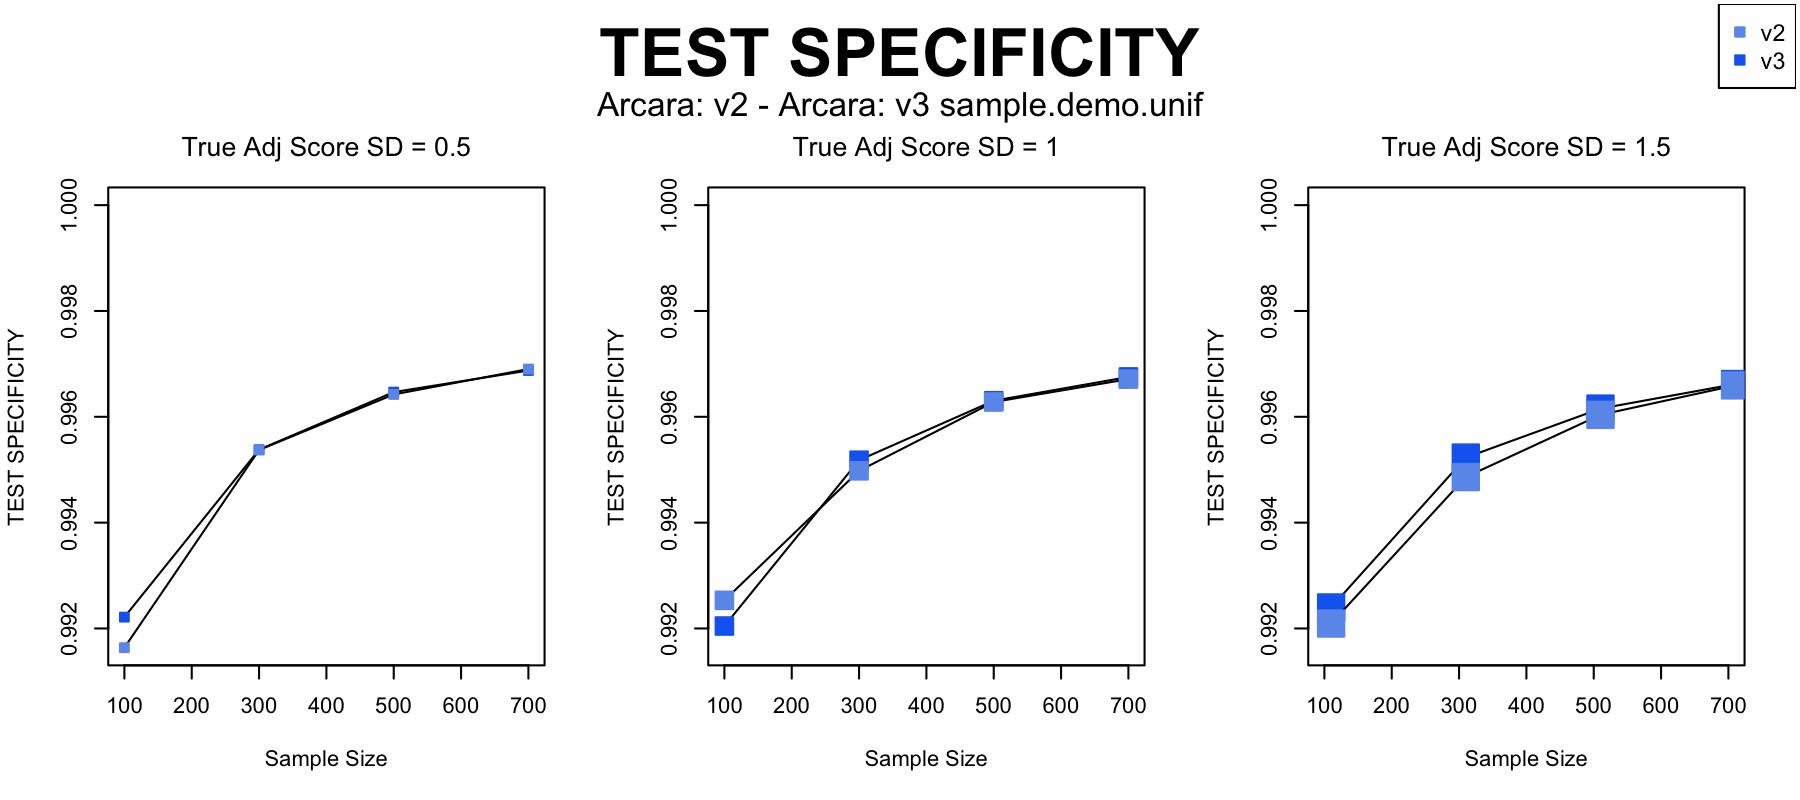 TEST SPECIFICITY
Arcara: v2 - Arcara: v3 sample.demo.unif
v2
v3
True Adj Score SD = 0.5
TEST SPECIFICITY
1.000
0.998
0.996
0.994
0.992
100 200 300 400 500 600 700
Sample Size
True Adj Score SD = 1
TEST SPECIFICITY
1.000
0.998
0.996
0.994
0.992
100 200 300 400 500 600 700
Sample Size
True Adj Score SD = 1.5
TEST SPECIFICITY
1.000
0.998
0.996
0.994
0.992
100 200 300 400 500 600 700
Sample Size